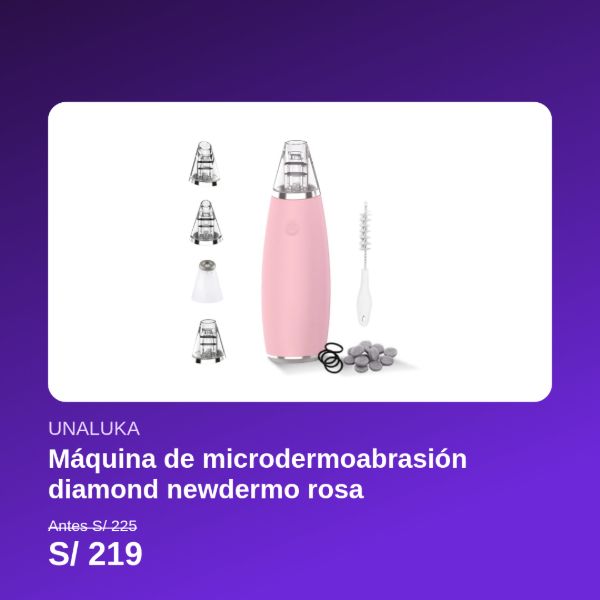 UNALUKA
Máquina de microdermoabrasión
diamond newdermo rosa
Antes S/ 225
S/ 219